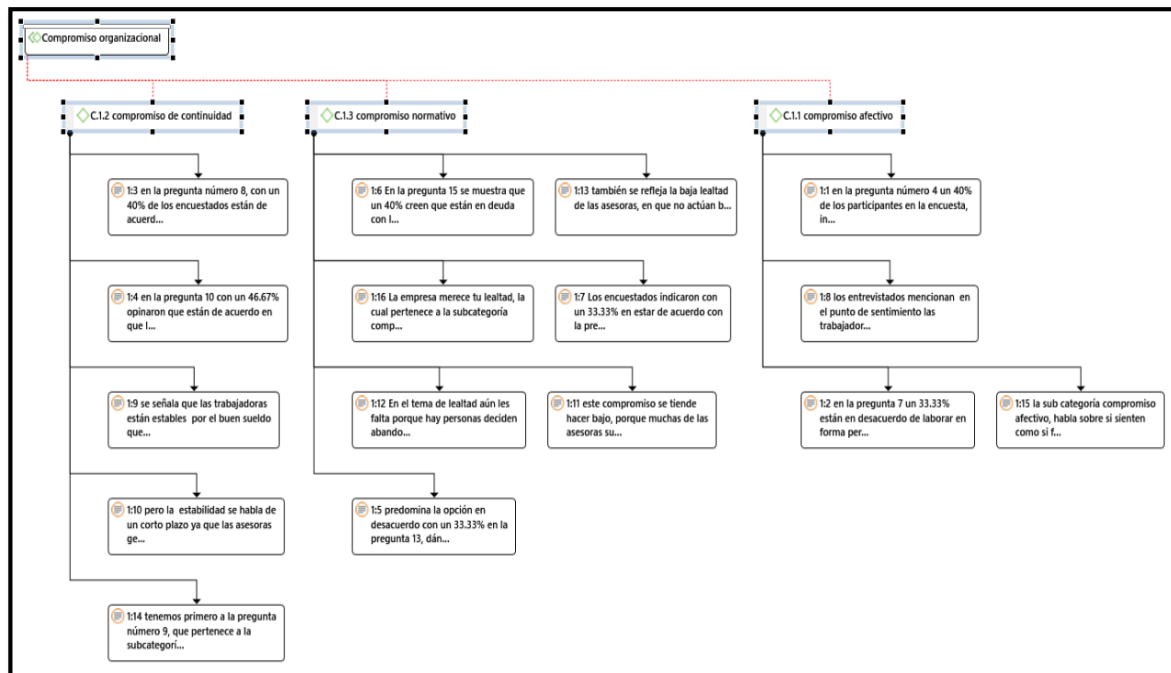 Compromiso organizacional
C.1.2 compromiso de continuidad
C.1.3 compromiso normativo
C.1.1 compromiso afectivo
1:3 en la pregunta número 8, con un
40% de los encuestados están de
acuerd...
1:6 En la pregunta 15 se muestra que
un 40% creen que están en deuda
con l...
1:13 también se refleja la baja lealtad
de las asesoras, en que no actúan b...
1:1 en la pregunta número 4 un 40%
de los participantes en la encuesta,
in...
1:4 en la pregunta 10 con un 46.67%
opinaron que están de acuerdo en
que l...
1:16 La empresa merece tu lealtad, la
cual pertenece a la subcategoría
comp...
1:7 Los encuestados indicaron con
un 33.33% en estar de acuerdo con
la pre...
1:8 los entrevistados mencionan en
el punto de sentimiento las
trabajador...
1:9 se señala que las trabajadoras
están estables por el buen sueldo
que...
1:12 En el tema de lealtad aún les
falta porque hay personas deciden
abando...
1:11 este compromiso se tiende
hacer bajo, porque muchas de las
asesoras su...
1:2 en la pregunta 7 un 33.33%
están en desacuerdo de laborar en
forma per...
1:15 la sub categoría compromiso
afectivo, habla sobre si sienten
como si f...
1:10 pero la estabilidad se habla de
un corto plazo ya que las asesoras
ge...
1:5 predomina la opción en
desacuerdo con un 33.33% en la
pregunta 13, dán...
1:14 tenemos primero a la pregunta
número 9, que pertenece a la
subcategorí...